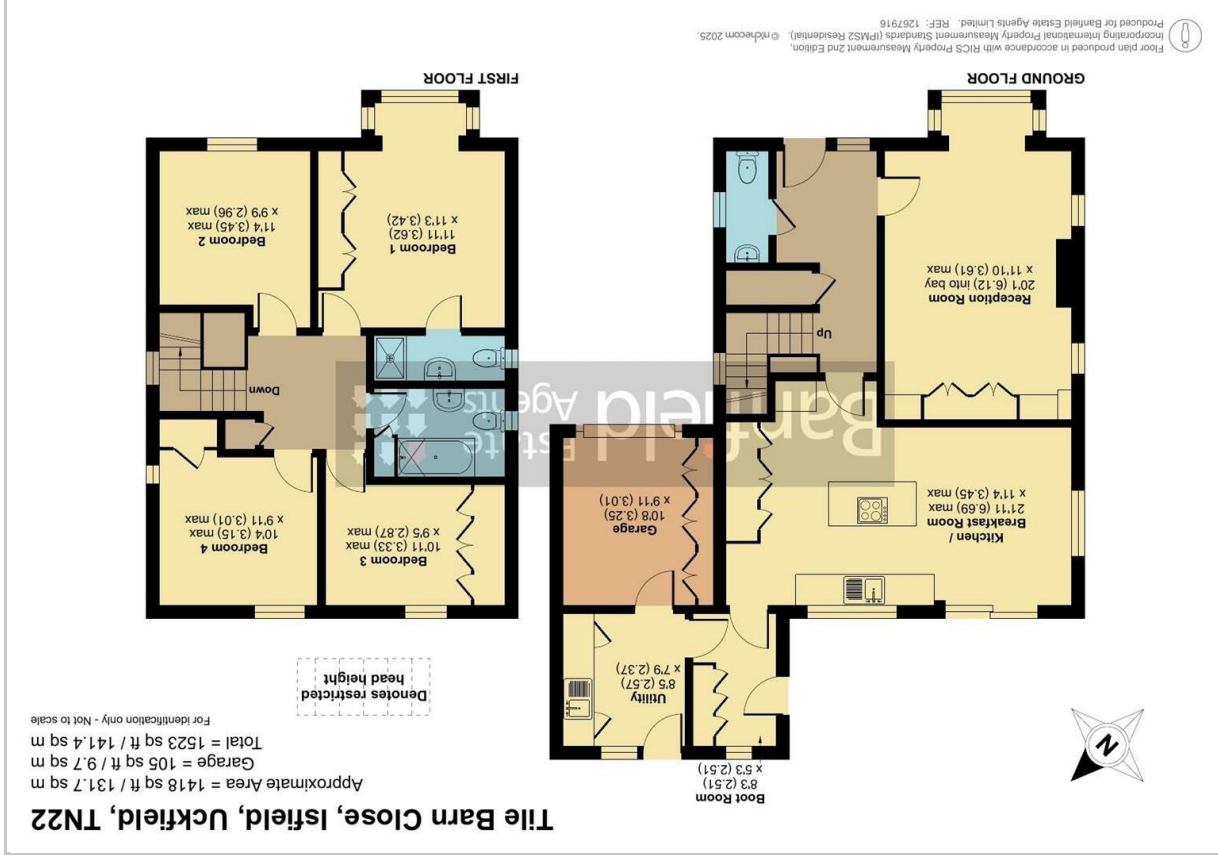 Tile Barn Close, Isfield, Uckfield, TN22
Approximate Area = 1418 sq ft / 131.7 sq m
Garage = 105 sq ft / 9.7 sq m
Total = 1523 sq ft / 141.4 sq m
For identification only - Not to scale
N
Denotes restricted
head height
Boot Room
8'3 (2.51)
x 5'3 (2.51)
Utility
8'5 (2.57)
x 7'9 (2.37)
Garage
10'8 (3.25)
x 9'11 (3.01)
Kitchen /
Breakfast Room
21'11 (6.69) max
x 11'4 (3.45) max
Reception Room
20'1 (6.12) into bay
x 11'10 (3.61) max
Up
GROUND FLOOR
Bedroom 3
10'11 (3.33) max
x 9'5 (2.87) max
Bedroom 4
10'4 (3.15) max
x 9'11 (3.01) max
Down
Bedroom 1
11'11 (3.62)
x 11'3 (3.42)
Bedroom 2
11'4 (3.45) max
x 9'9 (2.96) max
FIRST FLOOR
Banfield
Estate
Agents
Floor plan produced in accordance with RICS Property Measurement 2nd Edition,
Incorporating International Property Measurement Standards (IPMS2 Residential). ©nichecom 2025.
Produced for Banfield Estate Agents Limited. REF: 1267916